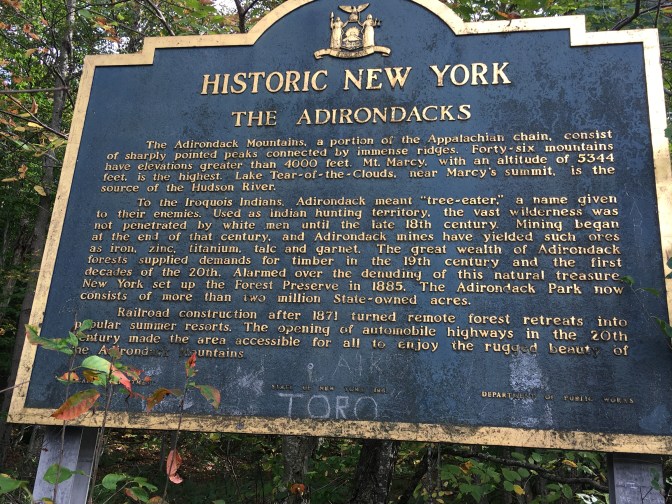 HISTORIC NEW YORK
THE ADIRONDACKS
The Adirondack Mountains, a portion of the Appalachian chain, consist
of sharply pointed peaks connected by immense ridges. Forty-six mountains
have elevations greater than 4000 feet. Mt. Marcy, with an altitude of 5344
feet, is the highest. Lake Tear-of-the-Clouds, near Marcy's summit, is the
source of the Hudson River.
To the Iroquois Indians, Adirondack meant "tree-eater," a name given
to their enemies. Used as indian hunting territory, the vast wilderness was
not penetrated by white men until the late 18th century. Mining began
at the end of that century, and Adirondack mines have yielded such ores
as iron, zinc, titanium, talc and garnet. The great wealth of Adirondack
forests supplied demands for timber in the 19th century and the first
decades of the 20th. Alarmed over the denuding of this natural treasure
New York set up the Forest Preserve in 1885. The Adirondack Park now
consists of more than two million State-owned acres.
Railroad construction after 1871 turned remote forest retreats into
popular summer resorts. The opening of automobile highways in the 20th
century made the area accessible for all to enjoy the rugged beauty of
the Adirondack Mountains.
STATE OF NEW YORK
DEPARTMENT OF PUBLIC WORKS
TORO